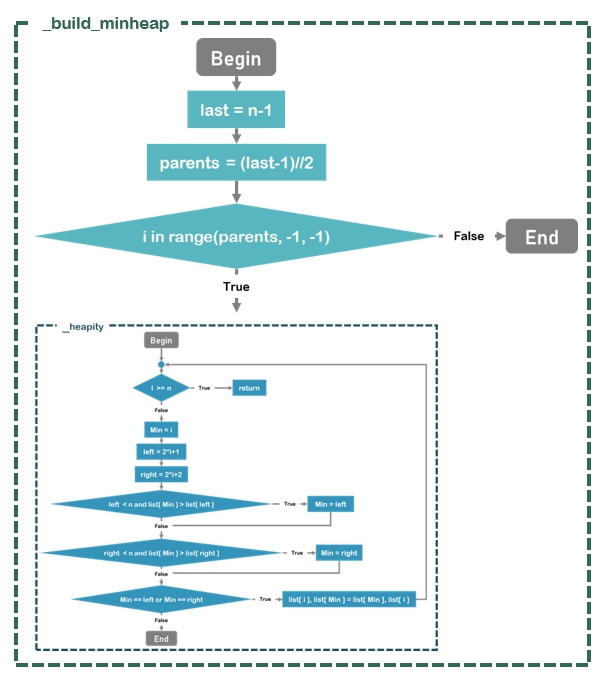 _build_minheap
Begin
last = n-1
parents = (last-1)//2
i in range(parents, -1, -1)
False
End
True
_heapity
Begin
i >= n
True
return
False
Min = i
left = 2*i+1
right = 2*i+2
left < n and list[ Min ] > list[ left ]
True
Min = left
False
right < n and list[ Min ] > list[ right ]
True
Min = right
False
Min == left or Min == right
True
list[ i ], list[ Min ] = list[ Min ], list[ i ]
False
End